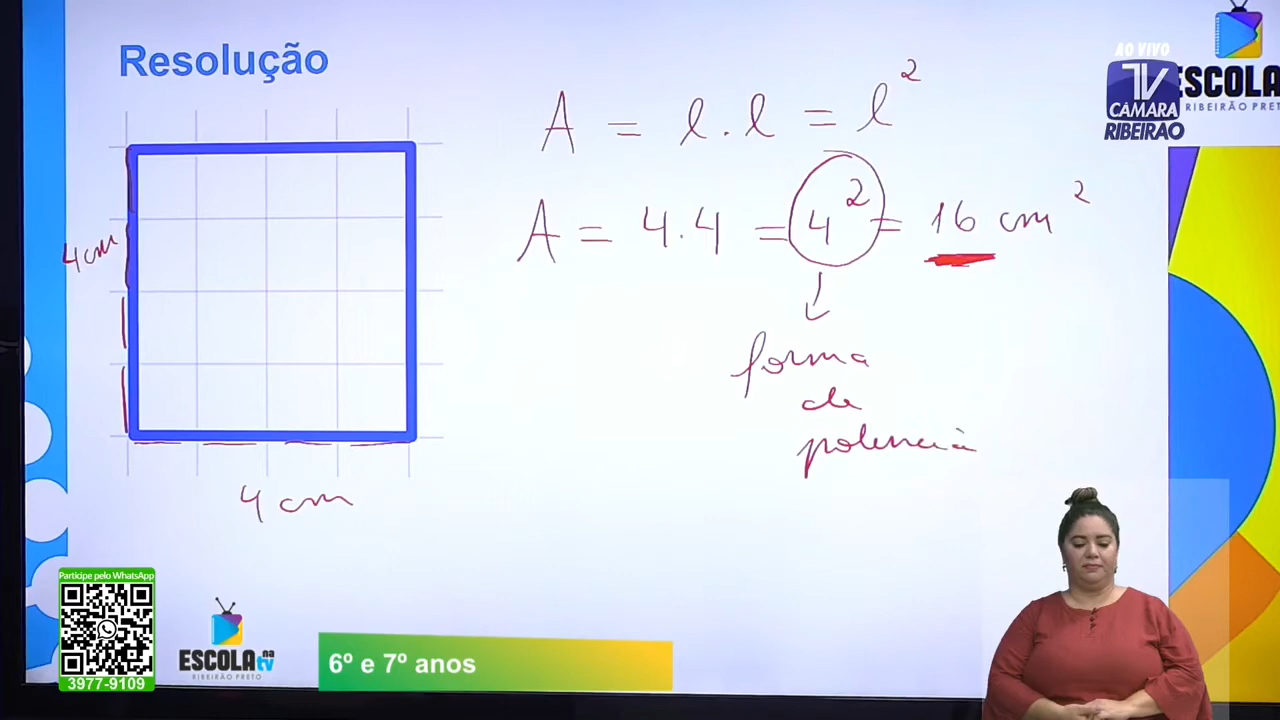 Resolução
A = l . l = l²
A = 4 . 4 = 4² = 16 cm²
4cm
forma
de
potência
4 cm
AO VIVO
TV
CÂMARA
RIBEIRÃO
ESCOLA
RIBEIRÃO PRETO
Participe pelo WhatsApp
3977-9109
ESCOLA na tv
RIBEIRÃO PRETO
6º e 7º anos